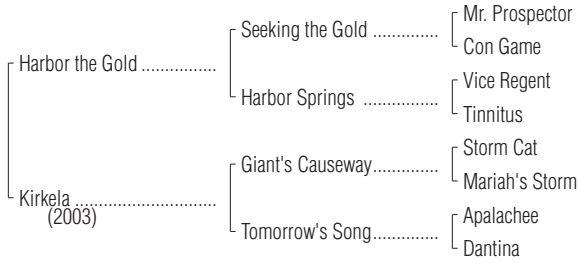 Mr. Prospector
Seeking the Gold ..............
Con Game
Harbor the Gold ................
Vice Regent
Harbor Springs ................
Tinnitus
Storm Cat
Giant's Causeway..............
Mariah's Storm
Kirkela ..............................
(2003)
Apalachee
Tomorrow's Song..............
Dantina